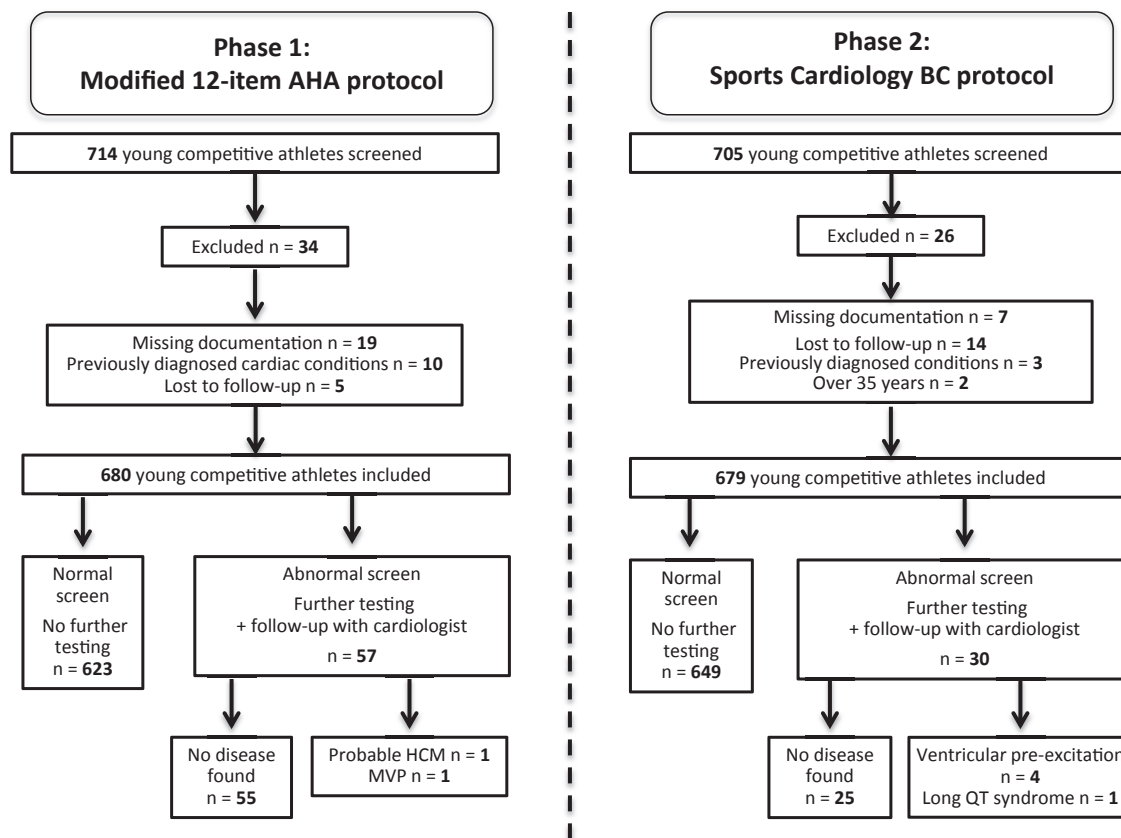 Phase 1:
Modified 12-item AHA protocol
714 young competitive athletes screened
Excluded n = 34
Missing documentation n = 19
Previously diagnosed cardiac conditions n = 10
Lost to follow-up n = 5
680 young competitive athletes included
Normal
screen
No further
testing
n = 623
Abnormal screen
Further testing
+ follow-up with cardiologist
n = 57
No disease
found
n = 55
Probable HCM n = 1
MVP n = 1
Phase 2:
Sports Cardiology BC protocol
705 young competitive athletes screened
Excluded n = 26
Missing documentation n = 7
Lost to follow-up n = 14
Previously diagnosed conditions n = 3
Over 35 years n = 2
679 young competitive athletes included
Normal
screen
No further
testing
n = 649
Abnormal screen
Further testing
+ follow-up with cardiologist
n = 30
No disease
found
n = 25
Ventricular pre-excitation
n = 4
Long QT syndrome n = 1